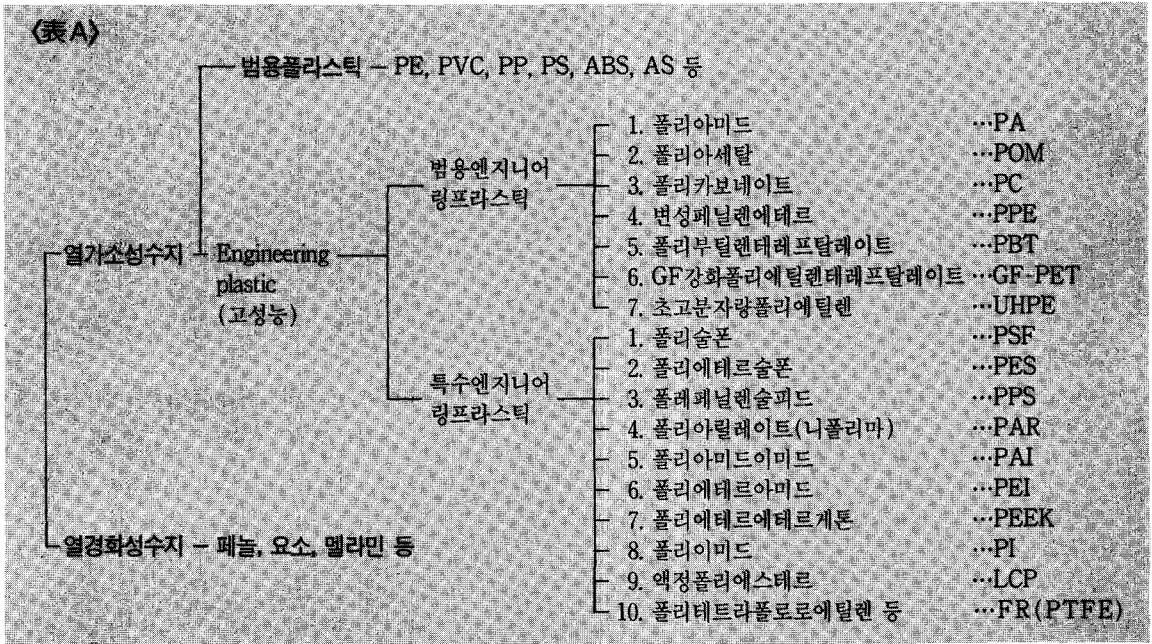 〈表A〉
범용플라스틱 — PE, PVC, PP, PS, ABS, AS 등
열가소성수지
Engineering
plastic
(고성능)
범용엔지니어
링프라스틱
1. 폴리아미드 …PA
2. 폴리아세탈 …POM
3. 폴리카보네이트 …PC
4. 변성페닐렌에테르 …PPE
5. 폴리부틸렌테레프탈레이트 …PBT
6. GF강화폴리에틸렌테레프탈레이트 …GF-PET
7. 초고분자량폴리에틸렌 …UHPE
특수엔지니어
링프라스틱
1. 폴리술폰 …PSF
2. 폴리에테르술폰 …PES
3. 폴레페닐렌술피드 …PPS
4. 폴리아릴레이트(니폴리마) …PAR
5. 폴리아미드이미드 …PAI
6. 폴리에테르아미드 …PEI
7. 폴리에테르에테르케톤 …PEEK
8. 폴리이미드 …PI
9. 액정폴리에스테르 …LCP
10. 폴리테트라플로로에틸렌 등 …FR(PTFE)
열경화성수지 — 페놀, 요소, 멜라민 등